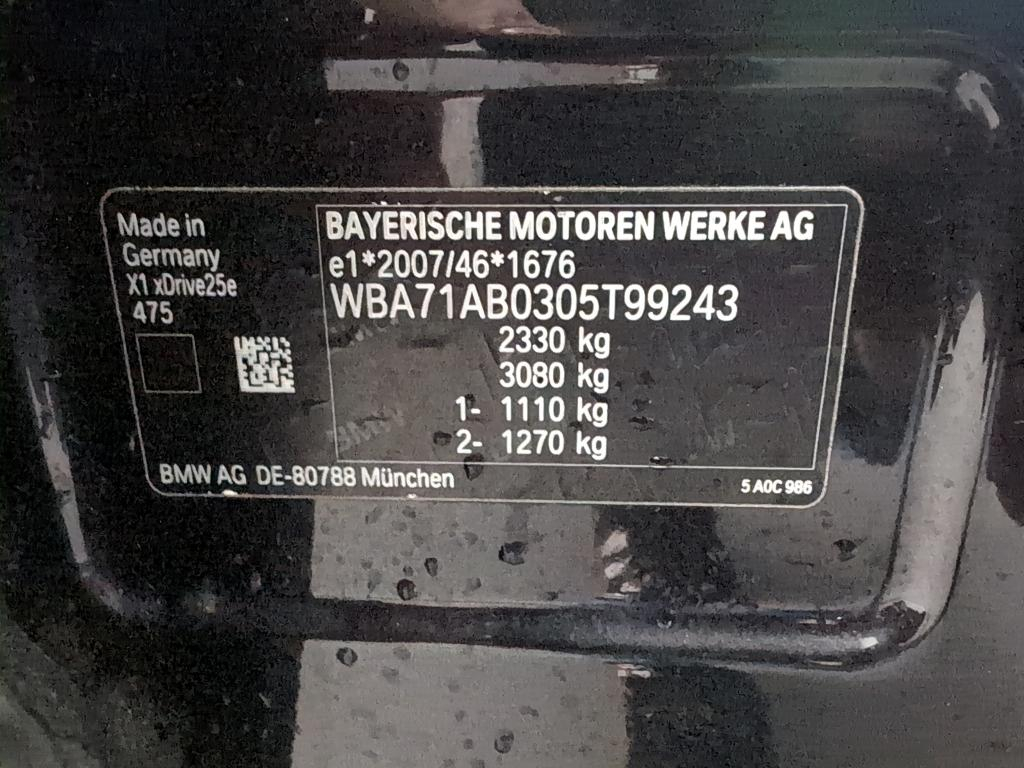 Made in
Germany
X1 xDrive25e
475
BAYERISCHE MOTOREN WERKE AG
e1*2007/46*1676
WBA71AB0305T99243
2330 kg
3080 kg
1- 1110 kg
2- 1270 kg
BMW AG DE-80788 München
5 A0C 986